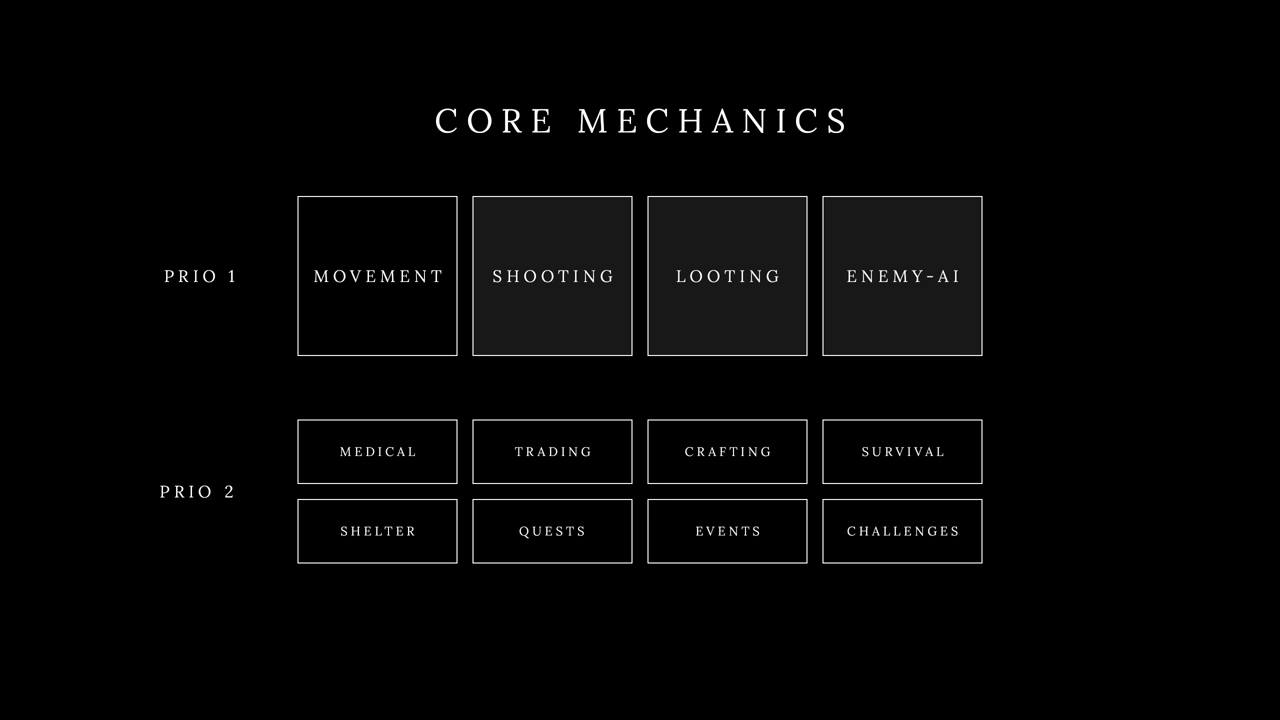 CORE MECHANICS
PRIO 1
MOVEMENT
SHOOTING
LOOTING
ENEMY-AI
PRIO 2
MEDICAL
TRADING
CRAFTING
SURVIVAL
SHELTER
QUESTS
EVENTS
CHALLENGES